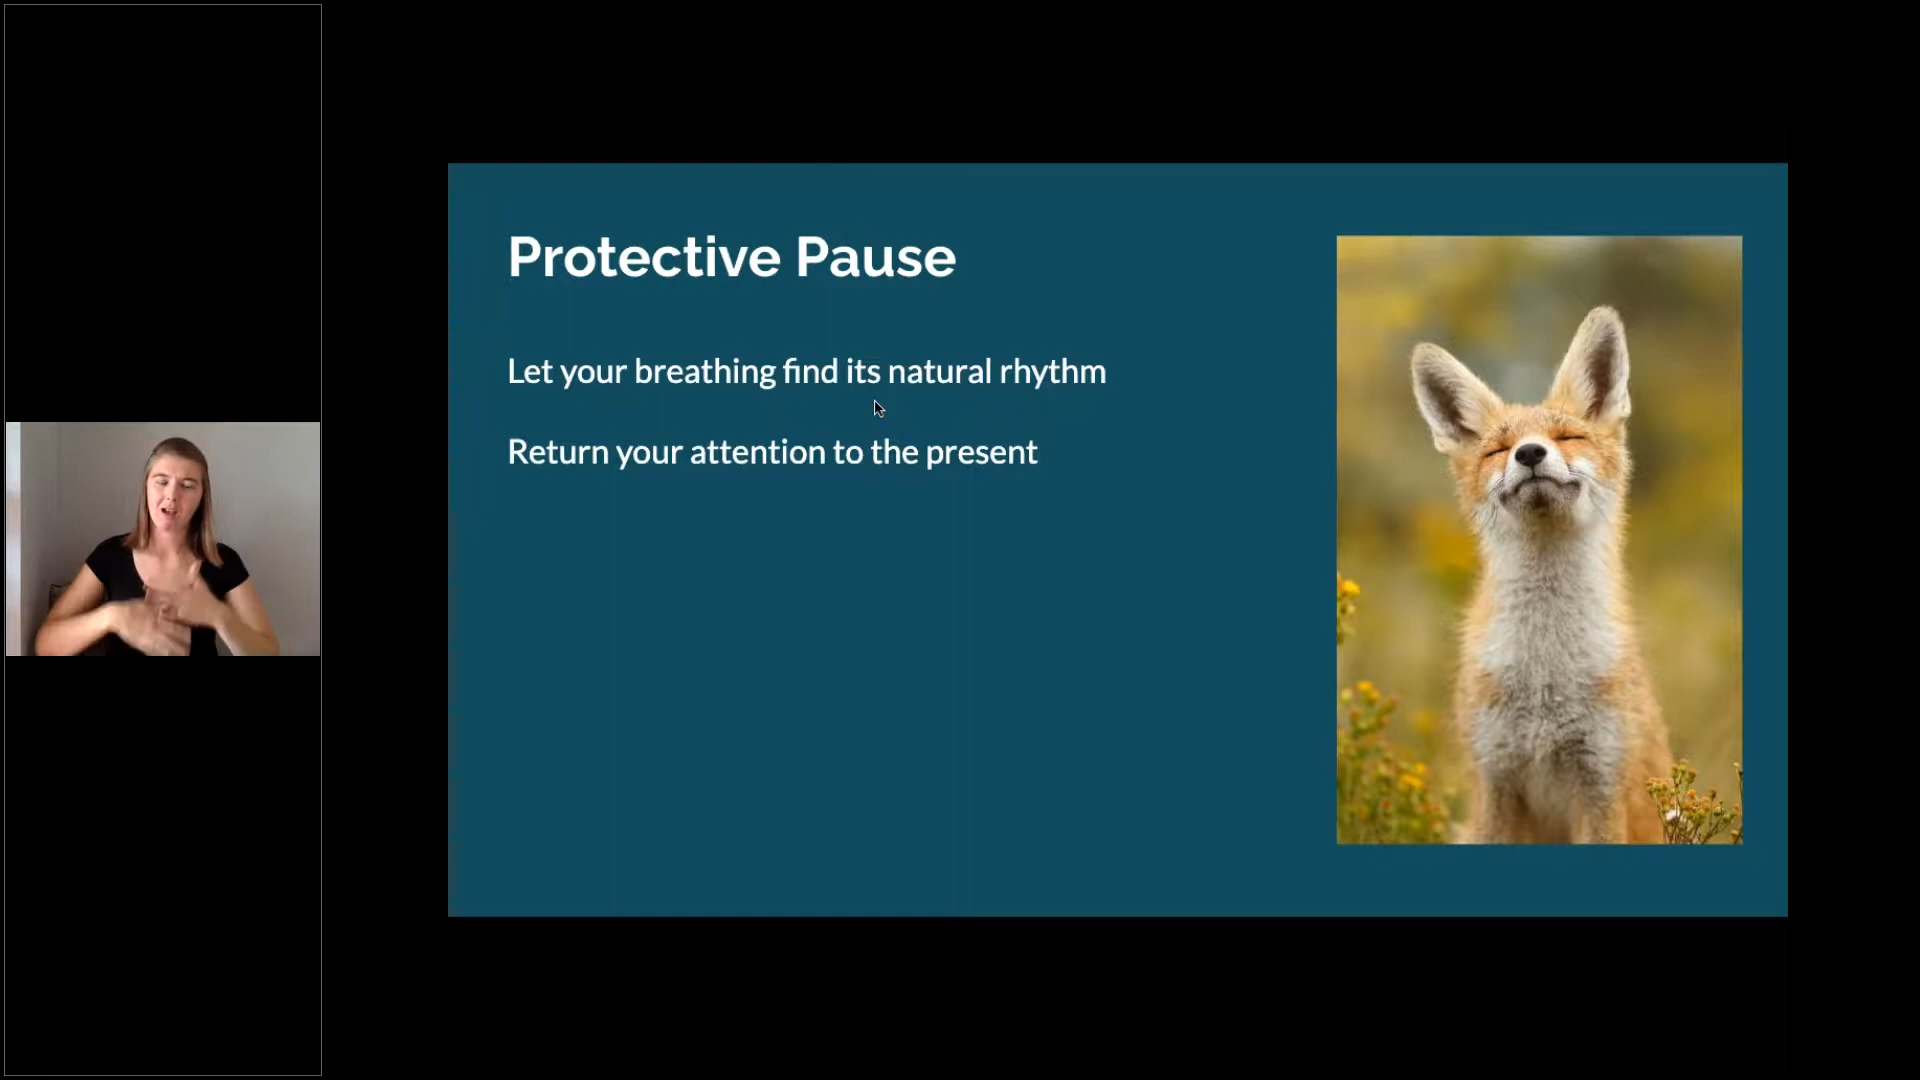 Protective Pause
Let your breathing find its natural rhythm
Return your attention to the present